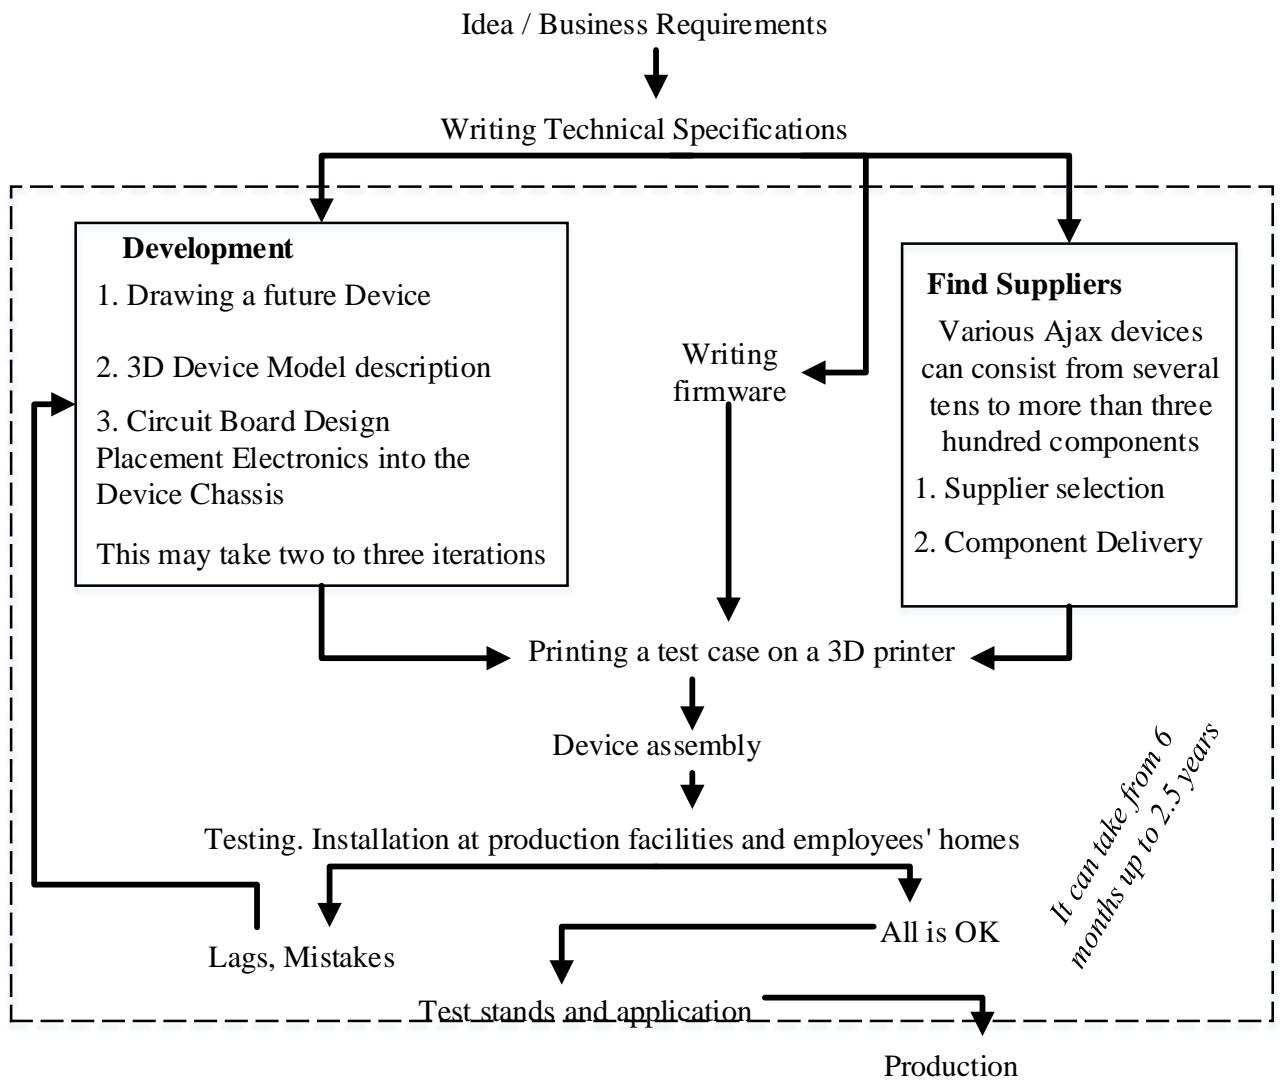 Idea / Business Requirements
Writing Technical Specifications
Development
1. Drawing a future Device
2. 3D Device Model description
3. Circuit Board Design
Placement Electronics into the
Device Chassis
This may take two to three iterations
Writing
firmware
Find Suppliers
Various Ajax devices
can consist from several
tens to more than three
hundred components
1. Supplier selection
2. Component Delivery
Printing a test case on a 3D printer
Device assembly
It can take from 6
months up to 2.5 years
Testing. Installation at production facilities and employees' homes
Lags, Mistakes
All is OK
Test stands and application
Production